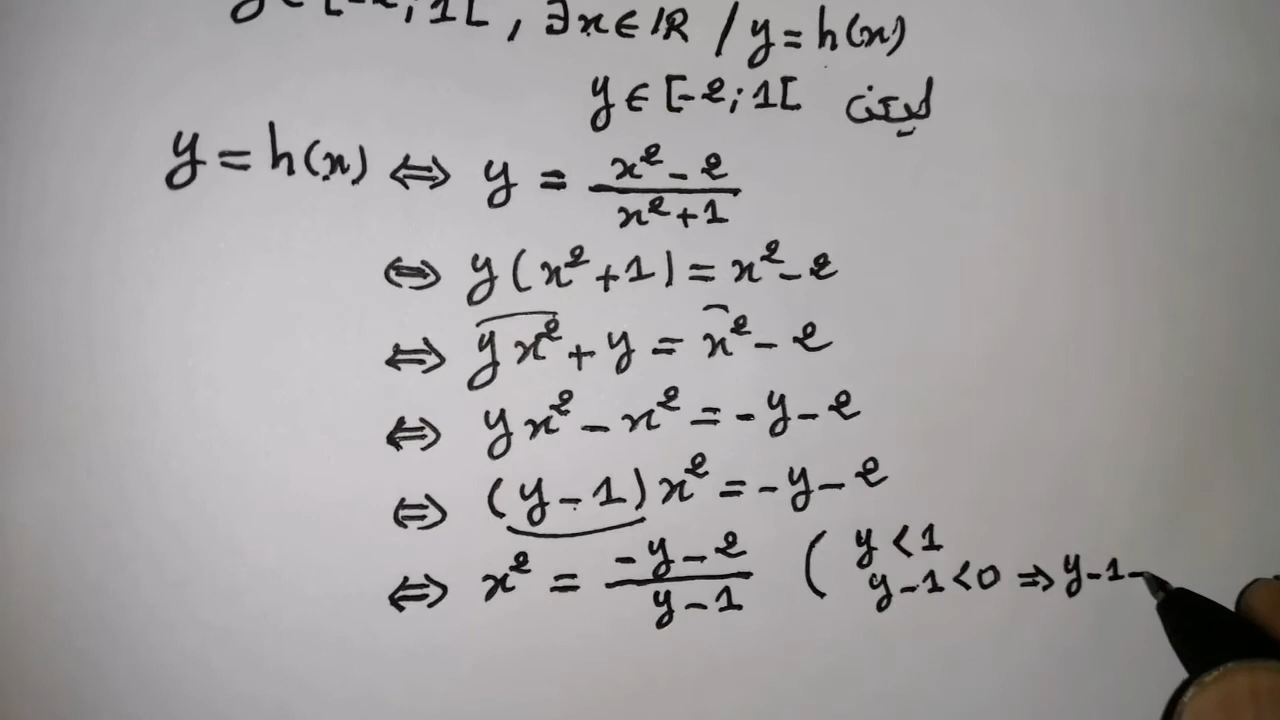 y ∈ [-2;1[ , ∃x∈ℝ / y = h(x)
ليكن y ∈ [-2;1[
y = h(x) ⇔ y = (x² - 2)/(x² + 1)
⇔ y(x² + 1) = x² - 2
⇔ yx² + y = x² - 2
⇔ yx² - x² = -y - 2
⇔ (y - 1)x² = -y - 2
⇔ x² = (-y - 2)/(y - 1) ( y < 1
y - 1 < 0 ⇒ y - 1